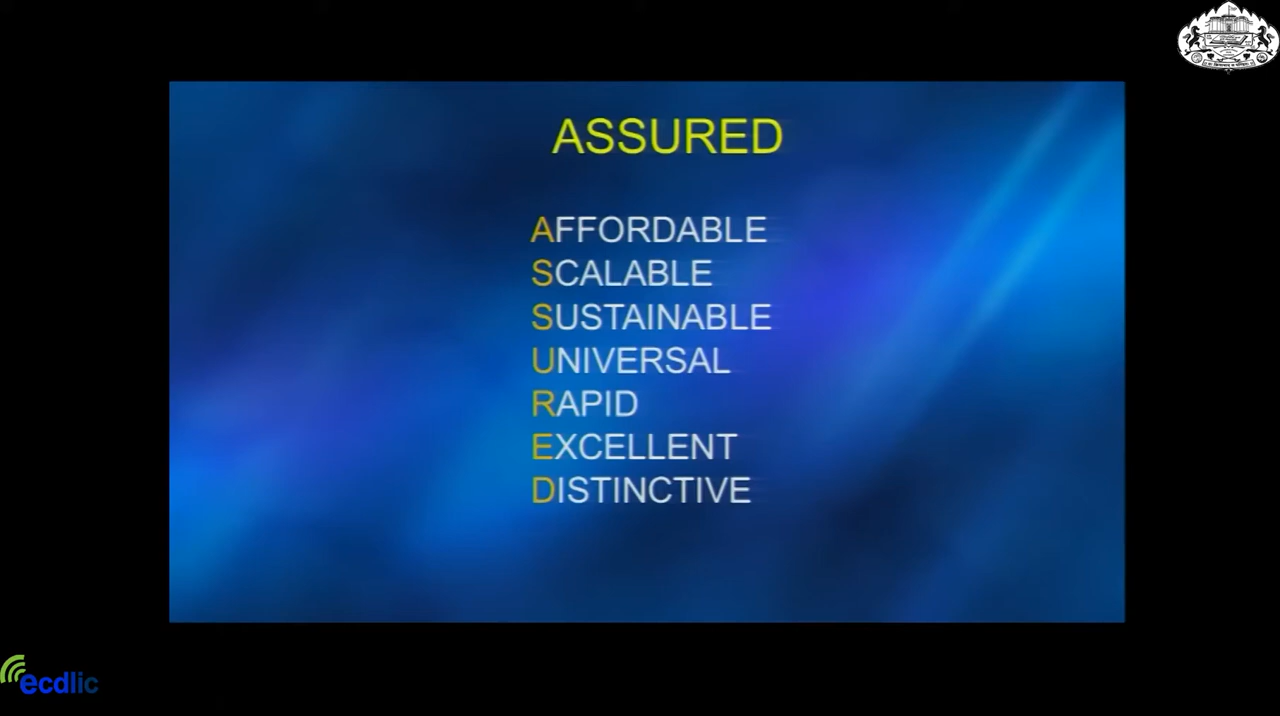 ASSURED
AFFORDABLE
SCALABLE
SUSTAINABLE
UNIVERSAL
RAPID
EXCELLENT
DISTINCTIVE
ecdlic